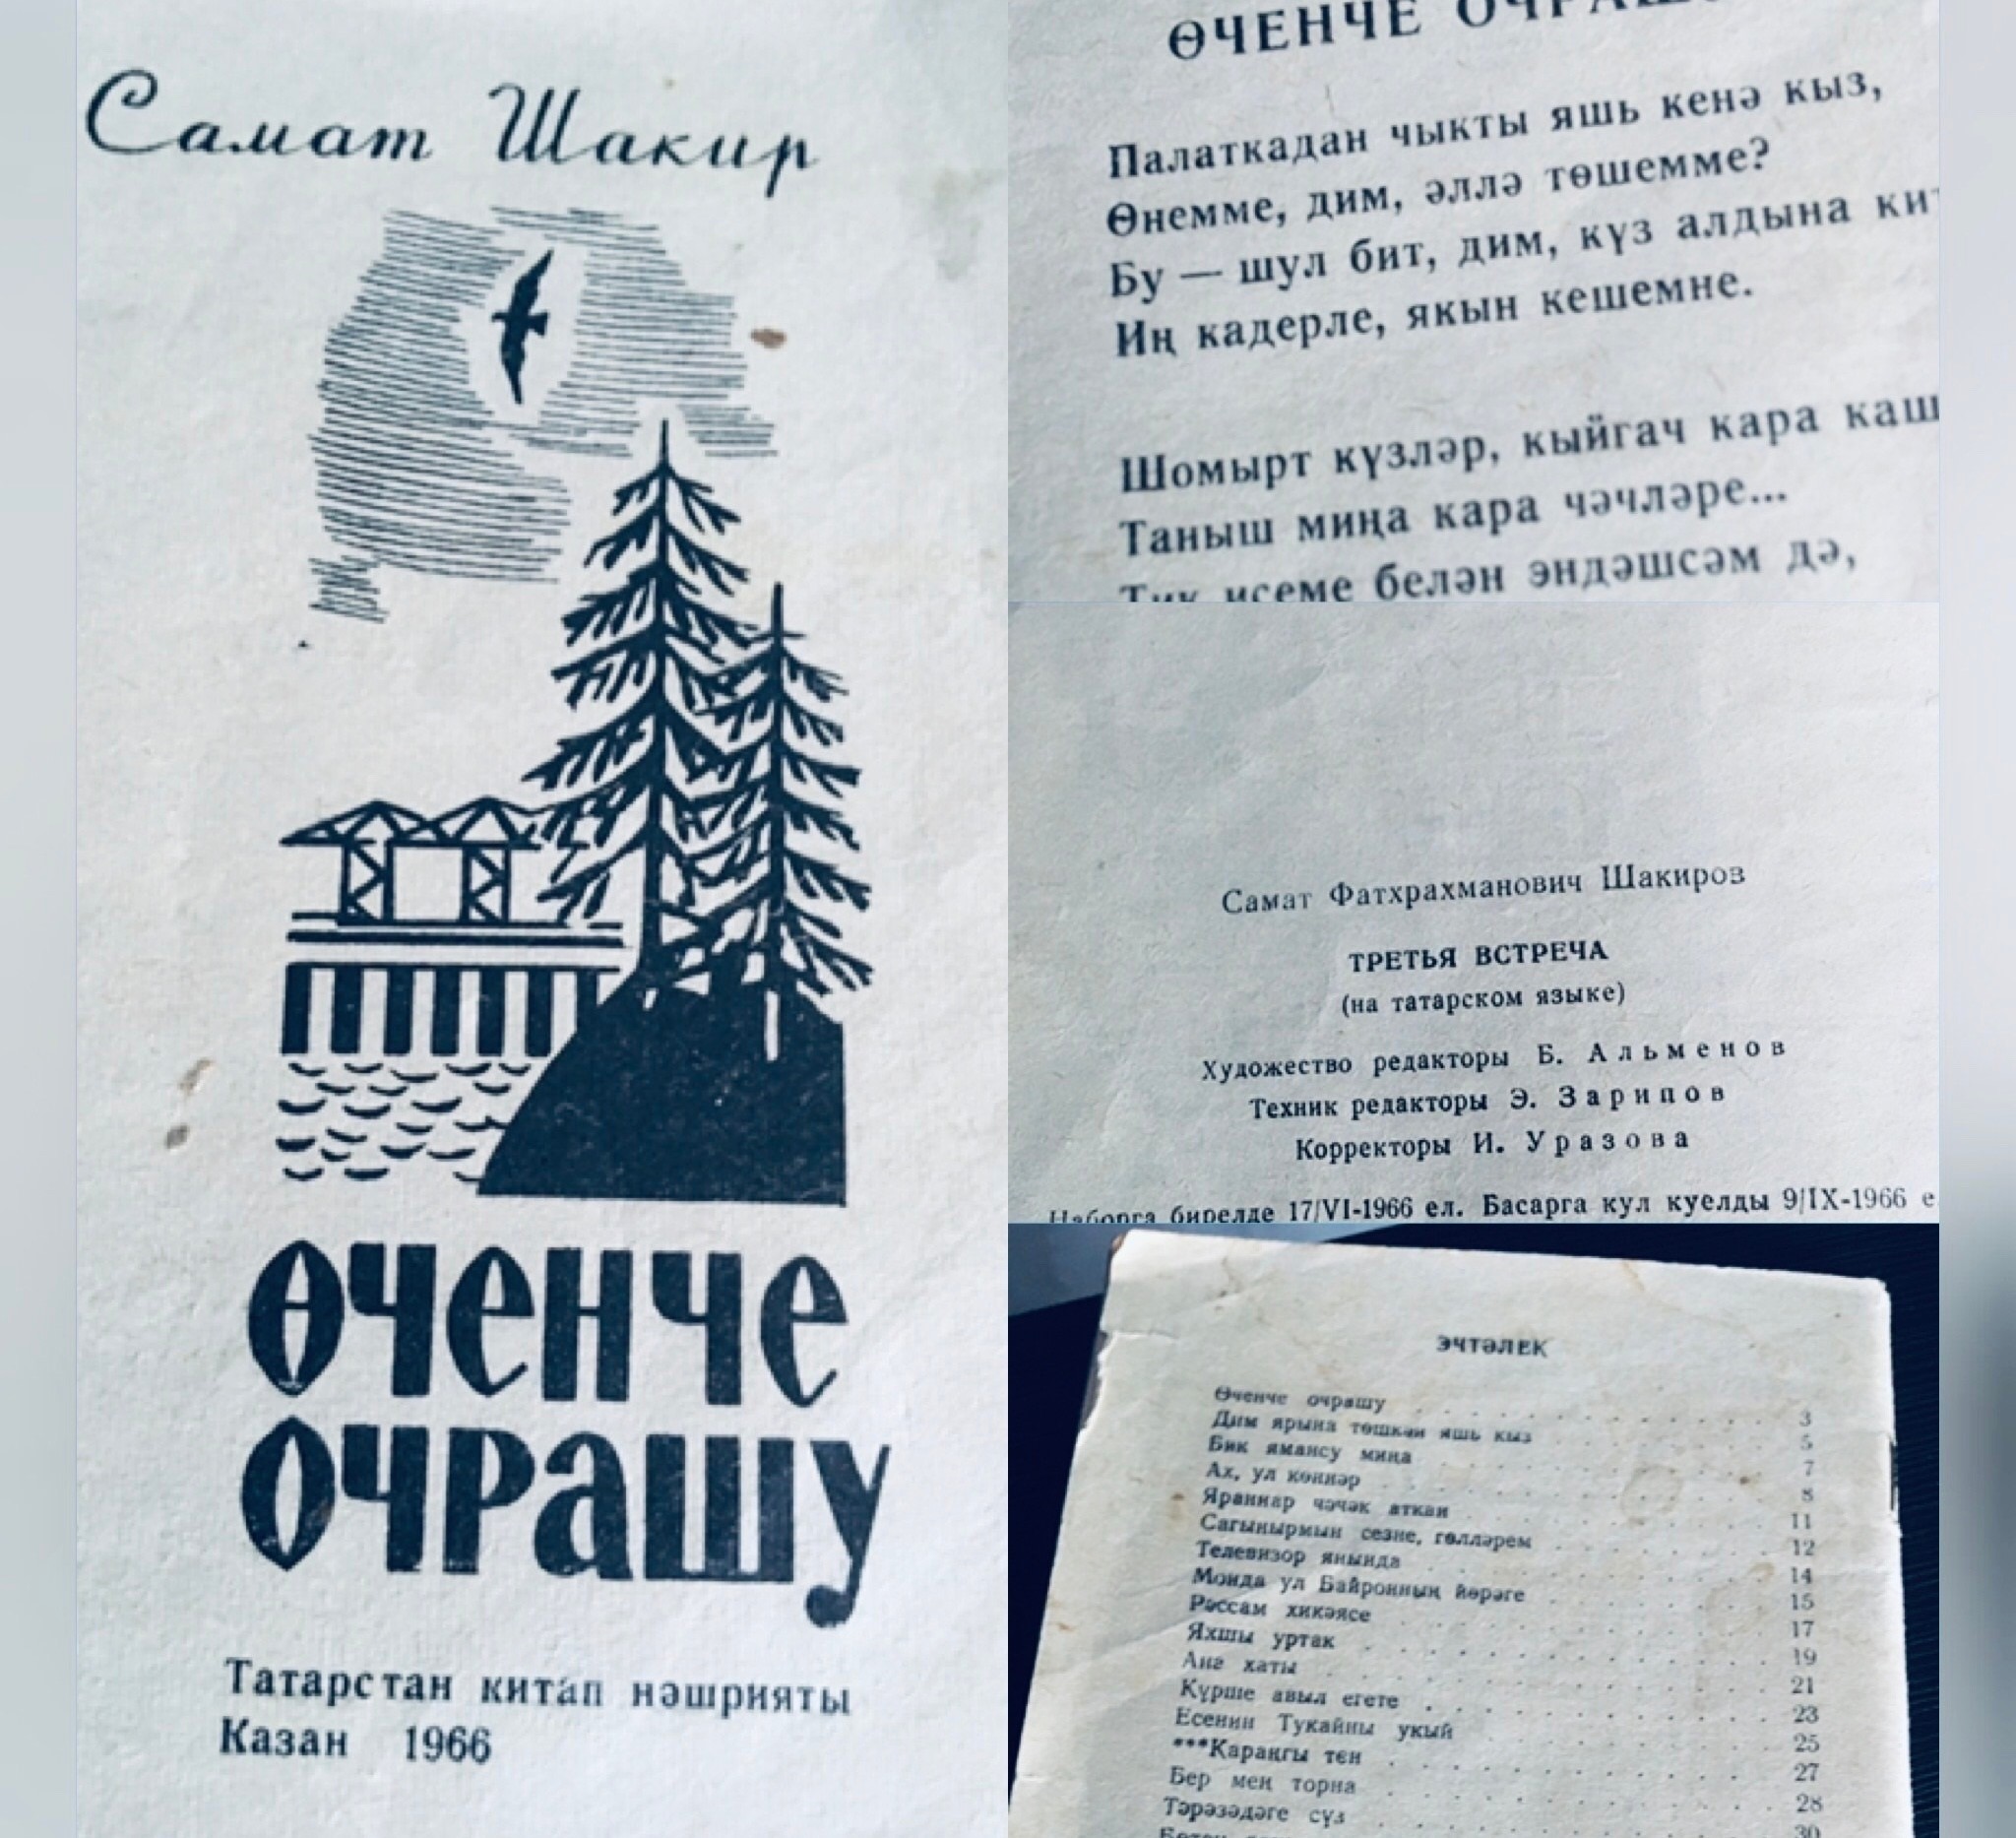 Самат Шакир
Өченче
очрашу
Татарстан китап нәшрияты
Казан 1966
ӨЧЕНЧЕ
Палаткадан чыкты яшь кенә кыз,
Өнемме, дим, әллә төшемме?
Бу — шул бит, дим, күз алдына
Иң кадерле, якын кешемне.
Шомырт күзләр, кыйгач кара каш
Таныш миңа кара чәчләре...
Тик исеме белән эндәшсәм дә,
Самат Фатхрахманович Шакиров
ТРЕТЬЯ ВСТРЕЧА
(на татарском языке)
Художество редакторы Б. Альменов
Техник редакторы Э. Зарипов
Корректоры И. Уразова
Наборга бирелде 17/VI-1966 ел. Басарга кул куелды 9/IX-1966 е
ЭЧТӘЛЕК
Өченче очрашу 3
Дим ярына төшкән яшь кыз 5
Бик ямансу миңа 7
Ах, ул көннәр 8
Яраннар чәчәк аткан 11
Сагынырмын сезне, гөлләрем 12
Телевизор янында 14
Монда ул Байронның йөрәге 15
Рәссам хикәясе 17
Яхшы уртак 19
Ана хаты 21
Күрше авыл егете 23
Есенин Тукайны укый 25
***Караңгы төн 27
Бер мең торна 28
Тәрәзәдәге сүз 30